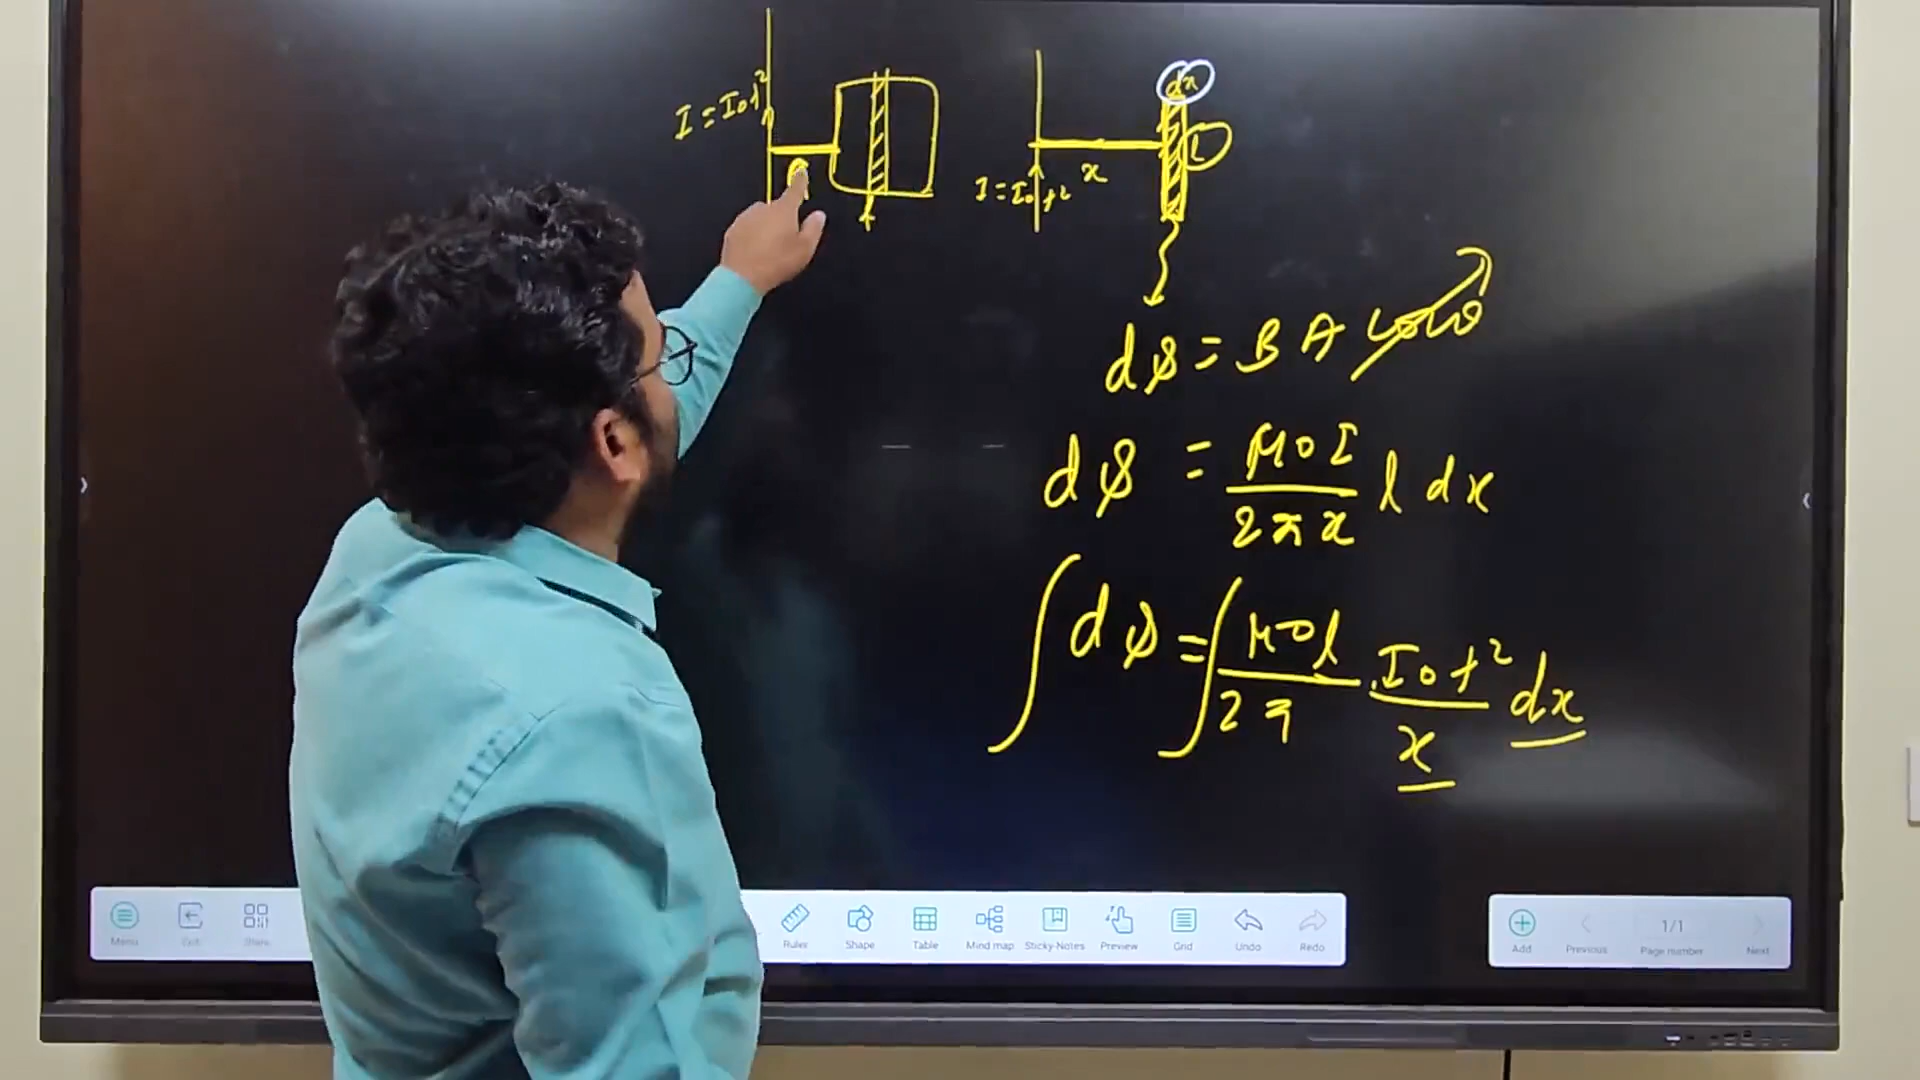 I = I₀t²
dx
L
x
I = I₀t²
dφ = B A cosθ
dφ = μ₀I / 2πx l dx
∫dφ = ∫ μ₀l / 2π . I₀t² / x dx
Menu
Share
Ruler
Shape
Table
Mind map
Sticky-Notes
Preview
Grid
Undo
Redo
Add
Previous
1/1
Page number
Next